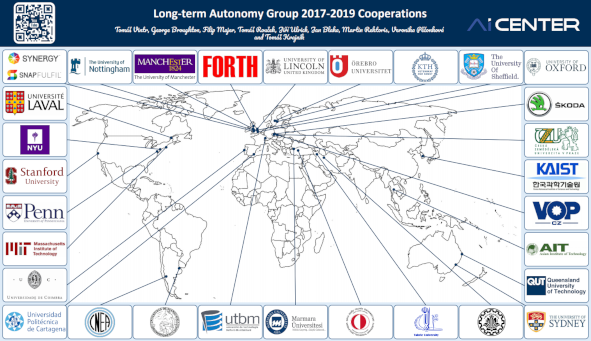 Long-term Autonomy Group 2017-2019 Cooperations
AI CENTER
Tomáš Vintr, George Broughton, Filip Majer, Tomáš Rouček, Jiří Ulrich, Jan Blaha, Martin Rektoris, Veronika
and Tomáš Krajník
SYNERGY
SNAPFULFIL
The University of
Nottingham
MANCHESTER
1824
The University of Manchester
FORTH
UNIVERSITY OF
LINCOLN
UNITED KINGDOM
ÖREBRO
UNIVERSITET
KTH
The
University
Of
Sheffield.
UNIVERSITY OF
OXFORD
UNIVERSITÉ
LAVAL
ŠKODA
NYU
Stanford
University
KAIST
한국과학기술원
Penn
VOP
CZ
Massachusetts
Institute of
Technology
AIT
Asian Institute of Technology
UNIVERSIDADE DE COIMBRA
QUT
Queensland
University
of Technology
Universidad
Politécnica
de Cartagena
CNEA
utbm
Marmara
Üniversitesi
THE UNIVERSITY OF
SYDNEY